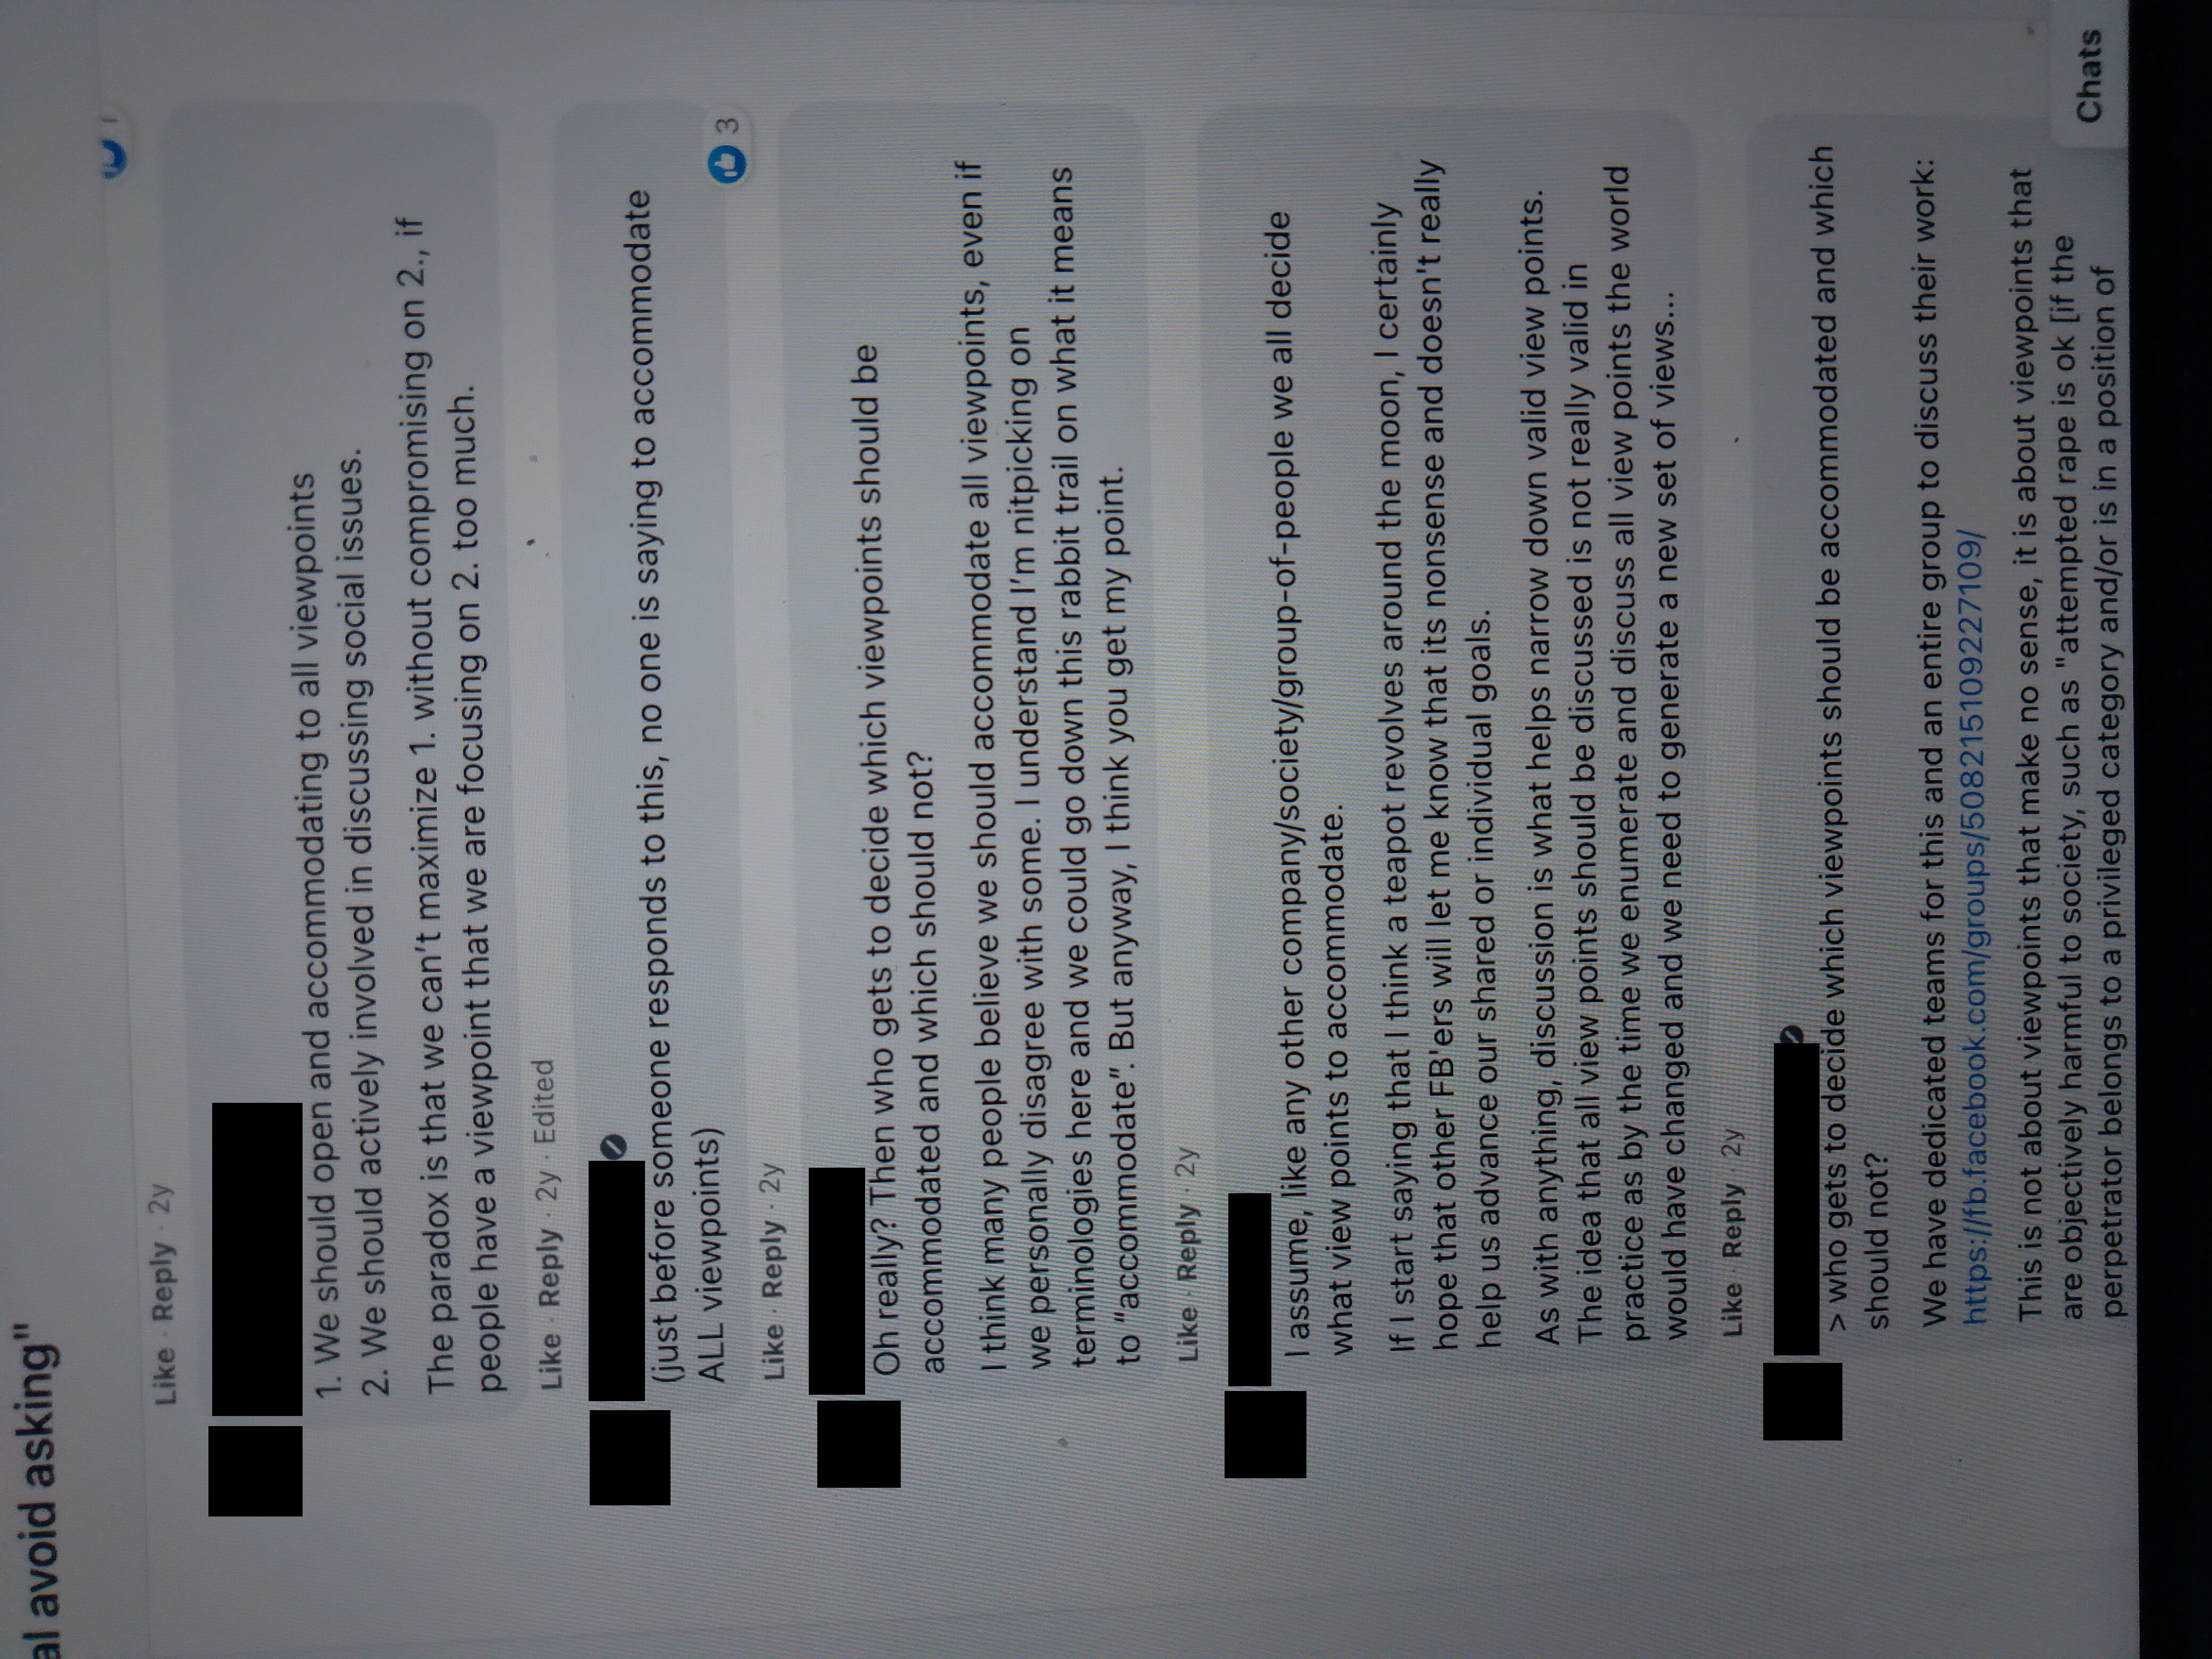 al avoid asking"
1
Like · Reply · 2y
1. We should open and accommodating to all viewpoints
2. We should actively involved in discussing social issues.
The paradox is that we can't maximize 1. without compromising on 2., if
people have a viewpoint that we are focusing on 2. too much.
Like · Reply · 2y · Edited
(just before someone responds to this, no one is saying to accommodate
ALL viewpoints)
3
Like · Reply · 2y
Oh really? Then who gets to decide which viewpoints should be
accommodated and which should not?
I think many people believe we should accommodate all viewpoints, even if
we personally disagree with some. I understand and I'm nitpicking on
terminologies here and we could go down this rabbit trail on what it means
to "accommodate". But anyway, I think you get my point.
Like · Reply · 2y
I assume, like any other company/society/group-of-people we all decide
what view points to accommodate.
If I start saying that I think a teapot revolves around the moon, I certainly
hope that other FB'ers will let me know that its nonsense and doesn't really
help us advance our shared or individual goals.
As with anything, discussion is what helps narrow down valid view points.
The idea that all view points should be discussed is not really valid in
practice as by the time we enumerate and discuss all view points the world
would have changed and we need to generate a new set of views...
Like · Reply · 2y
> who gets to decide which viewpoints should be accommodated and which
should not?
We have dedicated teams for this and an entire group to discuss their work:
https://fb.facebook.com/groups/5082151092227109/
This is not about viewpoints that make no sense, it is about viewpoints that
are objectively harmful to society, such as "attempted rape is ok [if the
perpetrator belongs to a privileged category and/or is in a position of
Chats